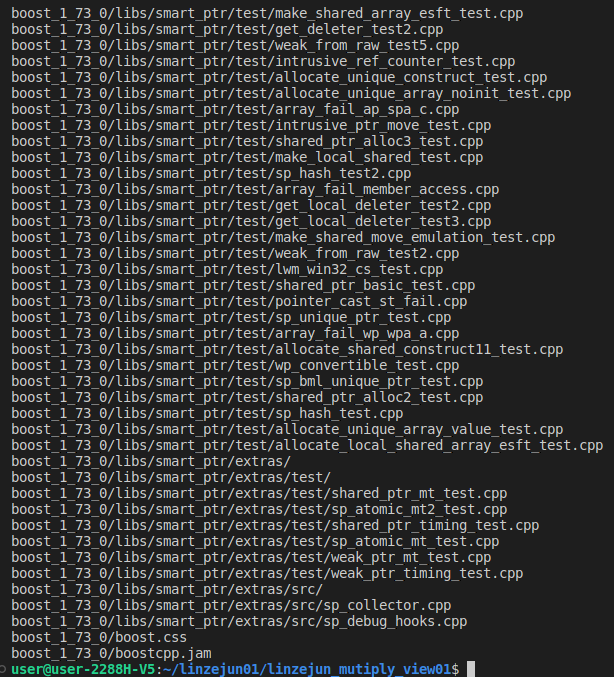 boost_1_73_0/libs/smart_ptr/test/make_shared_array_esft_test.cpp
boost_1_73_0/libs/smart_ptr/test/get_deleter_test2.cpp
boost_1_73_0/libs/smart_ptr/test/weak_from_raw_test5.cpp
boost_1_73_0/libs/smart_ptr/test/intrusive_ref_counter_test.cpp
boost_1_73_0/libs/smart_ptr/test/allocate_unique_construct_test.cpp
boost_1_73_0/libs/smart_ptr/test/allocate_unique_array_noinit_test.cpp
boost_1_73_0/libs/smart_ptr/test/array_fail_ap_spa_c.cpp
boost_1_73_0/libs/smart_ptr/test/intrusive_ptr_move_test.cpp
boost_1_73_0/libs/smart_ptr/test/shared_ptr_alloc3_test.cpp
boost_1_73_0/libs/smart_ptr/test/make_local_shared_test.cpp
boost_1_73_0/libs/smart_ptr/test/sp_hash_test2.cpp
boost_1_73_0/libs/smart_ptr/test/array_fail_member_access.cpp
boost_1_73_0/libs/smart_ptr/test/get_local_deleter_test2.cpp
boost_1_73_0/libs/smart_ptr/test/get_local_deleter_test3.cpp
boost_1_73_0/libs/smart_ptr/test/make_shared_move_emulation_test.cpp
boost_1_73_0/libs/smart_ptr/test/weak_from_raw_test2.cpp
boost_1_73_0/libs/smart_ptr/test/lwm_win32_cs_test.cpp
boost_1_73_0/libs/smart_ptr/test/shared_ptr_basic_test.cpp
boost_1_73_0/libs/smart_ptr/test/pointer_cast_st_fail.cpp
boost_1_73_0/libs/smart_ptr/test/sp_unique_ptr_test.cpp
boost_1_73_0/libs/smart_ptr/test/array_fail_wp_wpa_a.cpp
boost_1_73_0/libs/smart_ptr/test/allocate_shared_construct11_test.cpp
boost_1_73_0/libs/smart_ptr/test/wp_convertible_test.cpp
boost_1_73_0/libs/smart_ptr/test/sp_bml_unique_ptr_test.cpp
boost_1_73_0/libs/smart_ptr/test/shared_ptr_alloc2_test.cpp
boost_1_73_0/libs/smart_ptr/test/sp_hash_test.cpp
boost_1_73_0/libs/smart_ptr/test/allocate_unique_array_value_test.cpp
boost_1_73_0/libs/smart_ptr/test/allocate_local_shared_array_esft_test.cpp
boost_1_73_0/libs/smart_ptr/extras/
boost_1_73_0/libs/smart_ptr/extras/test/
boost_1_73_0/libs/smart_ptr/extras/test/shared_ptr_mt_test.cpp
boost_1_73_0/libs/smart_ptr/extras/test/sp_atomic_mt2_test.cpp
boost_1_73_0/libs/smart_ptr/extras/test/shared_ptr_timing_test.cpp
boost_1_73_0/libs/smart_ptr/extras/test/sp_atomic_mt_test.cpp
boost_1_73_0/libs/smart_ptr/extras/test/weak_ptr_mt_test.cpp
boost_1_73_0/libs/smart_ptr/extras/test/weak_ptr_timing_test.cpp
boost_1_73_0/libs/smart_ptr/extras/src/
boost_1_73_0/libs/smart_ptr/extras/src/sp_collector.cpp
boost_1_73_0/libs/smart_ptr/extras/src/sp_debug_hooks.cpp
boost_1_73_0/boost.css
boost_1_73_0/boostcpp.jam
user@user-2288H-V5:~/linzejun01/linzejun_mutiply_view01$